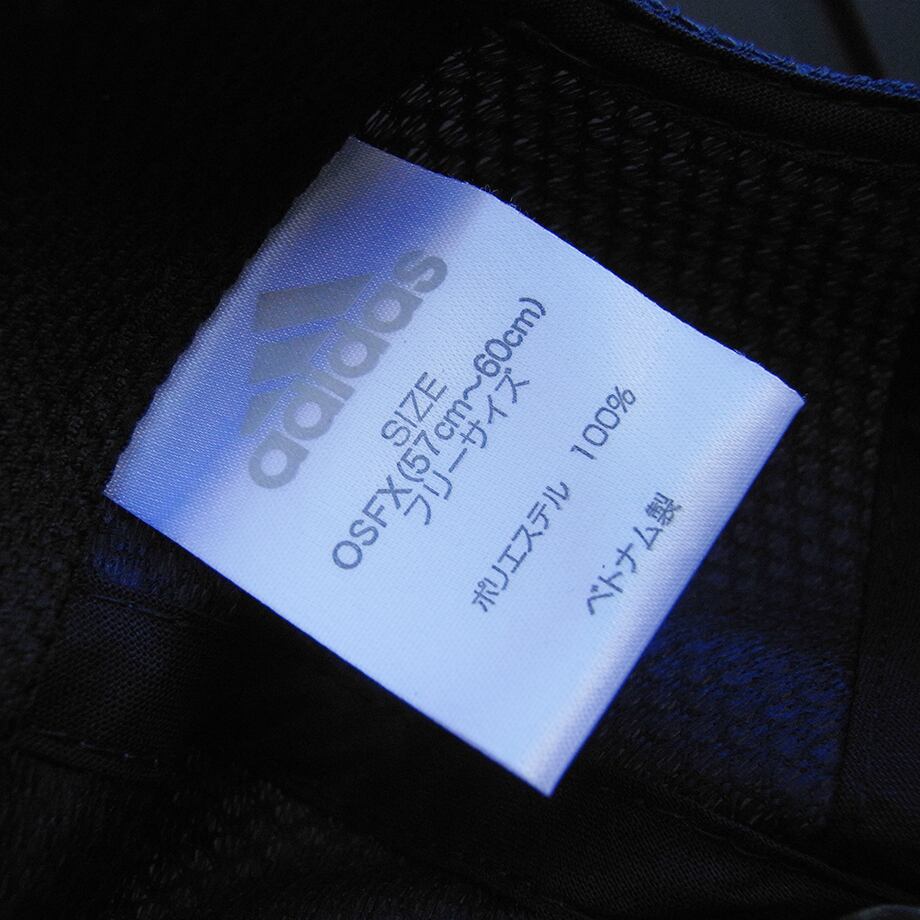 adidas
SIZE
OSFX(57cm～60cm)
フリーサイズ
ポリエステル 100%
ベトナム製